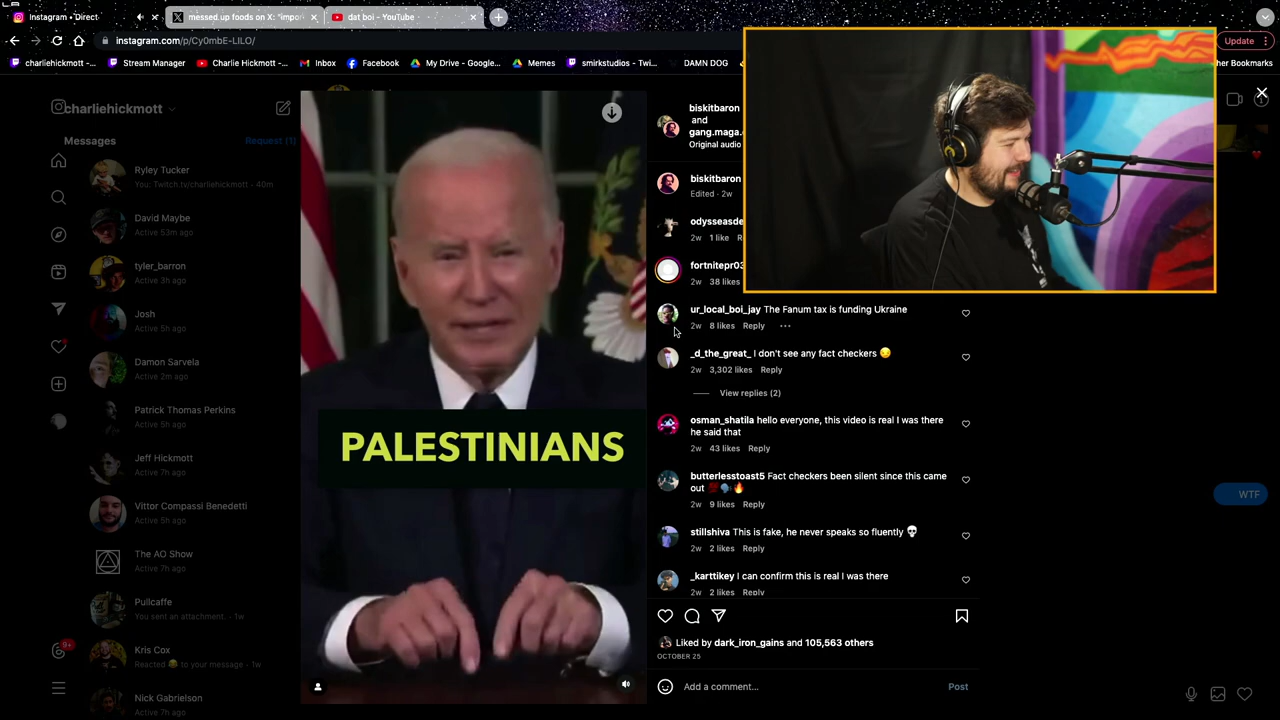 Instagram • Direct
messed up foods on X: "impo
dat boi - YouTube
instagram.com/p/Cy0mbE-LlLO/
Update
charliehickmott -...
Stream Manager
Charlie Hickmott -...
Inbox
Facebook
My Drive - Google...
Memes
smirkstudios - Twi...
DAMN DOG
her Bookmarks
charliehickmott
Messages
Request (1)
Ryley Tucker
You: Twitch.tv/charliehickmott · 40m
David Maybe
Active 53m ago
tyler_barron
Active 3h ago
Josh
Active 5h ago
Damon Sarvela
Active 2m ago
Patrick Thomas Perkins
Active 5h ago
Jeff Hickmott
Active 5h ago
Vittor Compassi Benedetti
Active 5h ago
The AO Show
Active 7h ago
Pullcaffe
You sent an attachment. · 1w
9+
Kris Cox
Reacted 😂 to your message · 1w
Nick Gabrielson
Active 7h ago
PALESTINIANS
biskitbaron
and
gang.maga.
Original audio
biskitbaron
Edited · 2w
odysseasde
2w 1 like R
fortnitepr03
2w 38 likes
ur_local_boi_jay The Fanum tax is funding Ukraine
2w 8 likes Reply ...
_d_the_great_ I don't see any fact checkers 😏
2w 3,302 likes Reply
View replies (2)
osman_shatila hello everyone, this video is real I was there
he said that
2w 43 likes Reply
butterlesstoast5 Fact checkers been silent since this came
out 💯🗣🔥
2w 9 likes Reply
stillshiva This is fake, he never speaks so fluently 💀
2w 2 likes Reply
_karttikey I can confirm this is real I was there
2w 2 likes Reply
Liked by dark_iron_gains and 105,563 others
OCTOBER 25
Add a comment...
Post
WTF